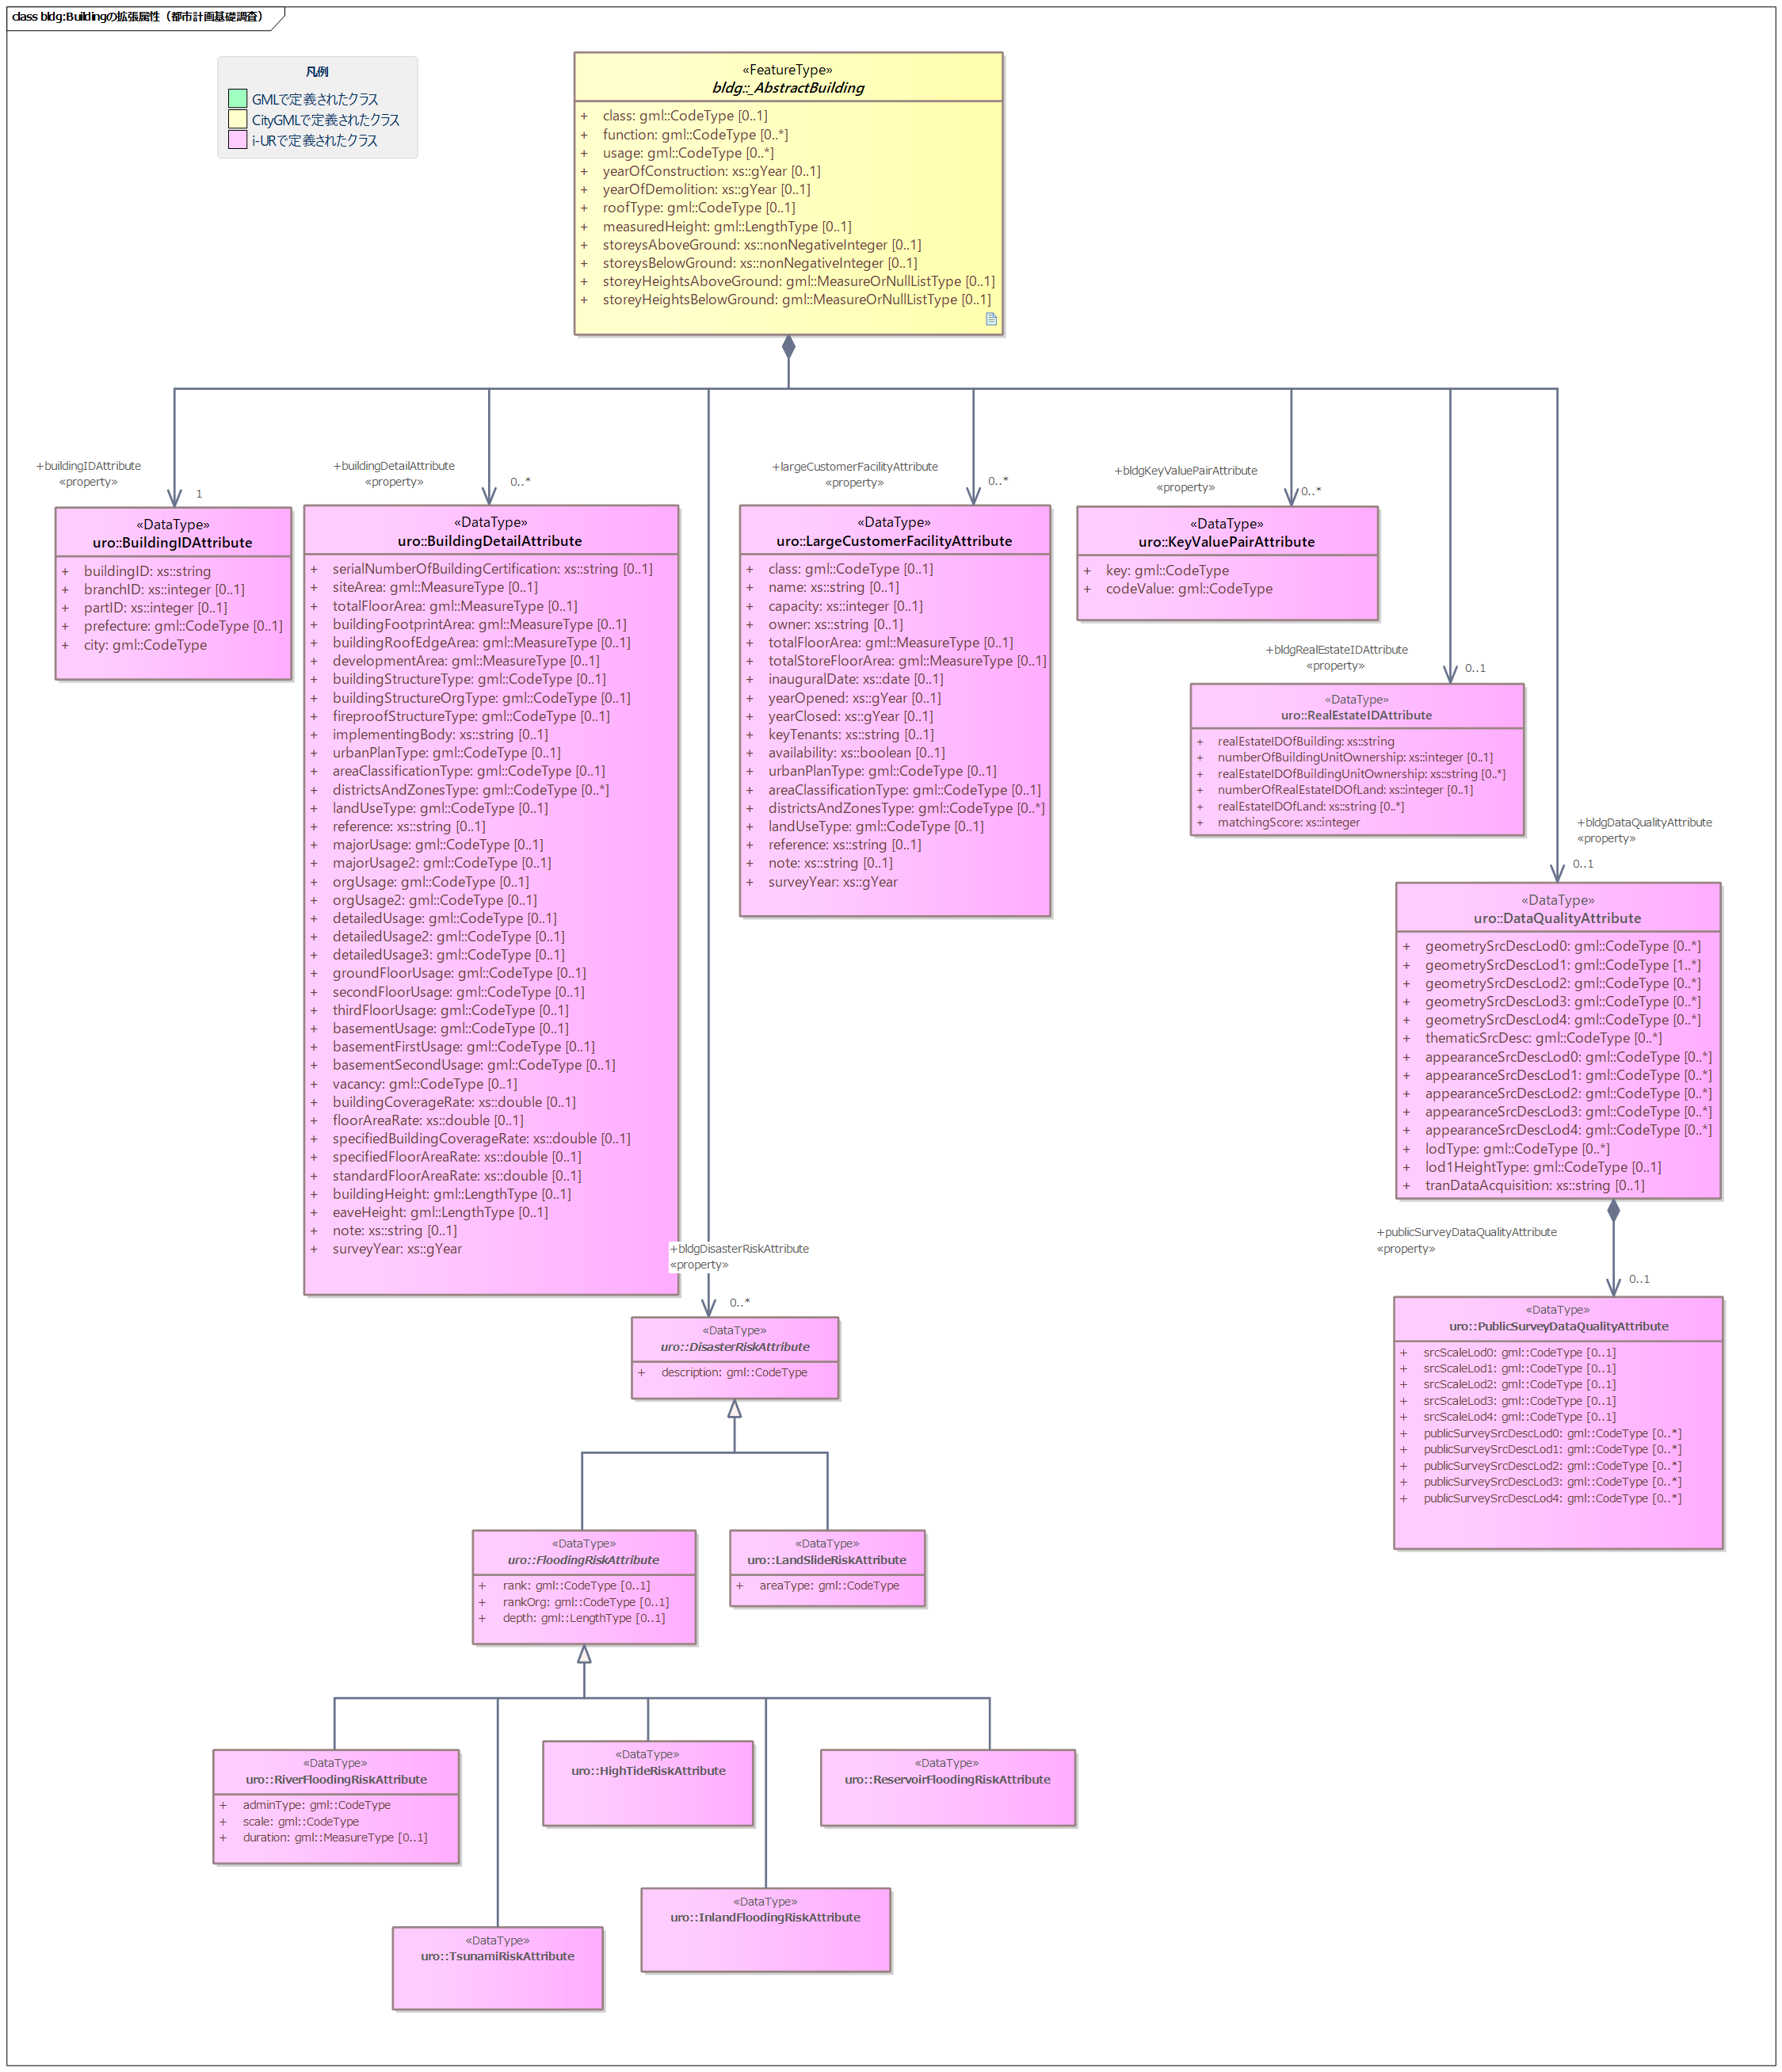 class bldg:Buildingの拡張属性（都市計画基礎調査）
凡例
GMLで定義されたクラス
CityGMLで定義されたクラス
i-URで定義されたクラス
«FeatureType»
bldg::_AbstractBuilding
+ class: gml::CodeType [0..1]
+ function: gml::CodeType [0..*]
+ usage: gml::CodeType [0..*]
+ yearOfConstruction: xs::gYear [0..1]
+ yearOfDemolition: xs::gYear [0..1]
+ roofType: gml::CodeType [0..1]
+ measuredHeight: gml::LengthType [0..1]
+ storeysAboveGround: xs::nonNegativeInteger [0..1]
+ storeysBelowGround: xs::nonNegativeInteger [0..1]
+ storeyHeightsAboveGround: gml::MeasureOrNullListType [0..1]
+ storeyHeightsBelowGround: gml::MeasureOrNullListType [0..1]
+buildingIDAttribute
«property»
1
«DataType»
uro::BuildingIDAttribute
+ buildingID: xs::string
+ branchID: xs::integer [0..1]
+ partID: xs::integer [0..1]
+ prefecture: gml::CodeType [0..1]
+ city: gml::CodeType
+buildingDetailAttribute
«property»
0..*
«DataType»
uro::BuildingDetailAttribute
+ serialNumberOfBuildingCertification: xs::string [0..1]
+ siteArea: gml::MeasureType [0..1]
+ totalFloorArea: gml::MeasureType [0..1]
+ buildingFootprintArea: gml::MeasureType [0..1]
+ buildingRoofEdgeArea: gml::MeasureType [0..1]
+ developmentArea: gml::MeasureType [0..1]
+ buildingStructureType: gml::CodeType [0..1]
+ buildingStructureOrgType: gml::CodeType [0..1]
+ fireproofStructureType: gml::CodeType [0..1]
+ implementingBody: xs::string [0..1]
+ urbanPlanType: gml::CodeType [0..1]
+ areaClassificationType: gml::CodeType [0..1]
+ districtsAndZonesType: gml::CodeType [0..*]
+ landUseType: gml::CodeType [0..1]
+ reference: xs::string [0..1]
+ majorUsage: gml::CodeType [0..1]
+ majorUsage2: gml::CodeType [0..1]
+ orgUsage: gml::CodeType [0..1]
+ orgUsage2: gml::CodeType [0..1]
+ detailedUsage: gml::CodeType [0..1]
+ detailedUsage2: gml::CodeType [0..1]
+ detailedUsage3: gml::CodeType [0..1]
+ groundFloorUsage: gml::CodeType [0..1]
+ secondFloorUsage: gml::CodeType [0..1]
+ thirdFloorUsage: gml::CodeType [0..1]
+ basementUsage: gml::CodeType [0..1]
+ basementFirstUsage: gml::CodeType [0..1]
+ basementSecondUsage: gml::CodeType [0..1]
+ vacancy: gml::CodeType [0..1]
+ buildingCoverageRate: xs::double [0..1]
+ floorAreaRate: xs::double [0..1]
+ specifiedBuildingCoverageRate: xs::double [0..1]
+ specifiedFloorAreaRate: xs::double [0..1]
+ standardFloorAreaRate: xs::double [0..1]
+ buildingHeight: gml::LengthType [0..1]
+ eaveHeight: gml::LengthType [0..1]
+ note: xs::string [0..1]
+ surveyYear: xs::gYear
+largeCustomerFacilityAttribute
«property»
0..*
«DataType»
uro::LargeCustomerFacilityAttribute
+ class: gml::CodeType [0..1]
+ name: xs::string [0..1]
+ capacity: xs::integer [0..1]
+ owner: xs::string [0..1]
+ totalFloorArea: gml::MeasureType [0..1]
+ totalStoreFloorArea: gml::MeasureType [0..1]
+ inauguralDate: xs::date [0..1]
+ yearOpened: xs::gYear [0..1]
+ yearClosed: xs::gYear [0..1]
+ keyTenants: xs::string [0..1]
+ availability: xs::boolean [0..1]
+ urbanPlanType: gml::CodeType [0..1]
+ areaClassificationType: gml::CodeType [0..1]
+ districtsAndZonesType: gml::CodeType [0..*]
+ landUseType: gml::CodeType [0..1]
+ reference: xs::string [0..1]
+ note: xs::string [0..1]
+ surveyYear: xs::gYear
+bldgKeyValuePairAttribute
«property»
0..*
«DataType»
uro::KeyValuePairAttribute
+ key: gml::CodeType
+ codeValue: gml::CodeType
+bldgRealEstateIDAttribute
«property»
0..1
«DataType»
uro::RealEstateIDAttribute
+ realEstateIDOfBuilding: xs::string
+ numberOfBuildingUnitOwnership: xs::integer [0..1]
+ realEstateIDOfBuildingUnitOwnership: xs::string [0..*]
+ numberOfRealEstateIDOfLand: xs::integer [0..1]
+ realEstateIDOfLand: xs::string [0..*]
+ matchingScore: xs::integer
+bldgDataQualityAttribute
«property»
0..1
«DataType»
uro::DataQualityAttribute
+ geometrySrcDescLod0: gml::CodeType [0..*]
+ geometrySrcDescLod1: gml::CodeType [1..*]
+ geometrySrcDescLod2: gml::CodeType [0..*]
+ geometrySrcDescLod3: gml::CodeType [0..*]
+ geometrySrcDescLod4: gml::CodeType [0..*]
+ thematicSrcDesc: gml::CodeType [0..*]
+ appearanceSrcDescLod0: gml::CodeType [0..*]
+ appearanceSrcDescLod1: gml::CodeType [0..*]
+ appearanceSrcDescLod2: gml::CodeType [0..*]
+ appearanceSrcDescLod3: gml::CodeType [0..*]
+ appearanceSrcDescLod4: gml::CodeType [0..*]
+ lodType: gml::CodeType [0..*]
+ lod1HeightType: gml::CodeType [0..1]
+ tranDataAcquisition: xs::string [0..1]
+publicSurveyDataQualityAttribute
«property»
0..1
«DataType»
uro::PublicSurveyDataQualityAttribute
+ srcScaleLod0: gml::CodeType [0..1]
+ srcScaleLod1: gml::CodeType [0..1]
+ srcScaleLod2: gml::CodeType [0..1]
+ srcScaleLod3: gml::CodeType [0..1]
+ srcScaleLod4: gml::CodeType [0..1]
+ publicSurveySrcDescLod0: gml::CodeType [0..*]
+ publicSurveySrcDescLod1: gml::CodeType [0..*]
+ publicSurveySrcDescLod2: gml::CodeType [0..*]
+ publicSurveySrcDescLod3: gml::CodeType [0..*]
+ publicSurveySrcDescLod4: gml::CodeType [0..*]
+bldgDisasterRiskAttribute
«property»
0..*
«DataType»
uro::DisasterRiskAttribute
+ description: gml::CodeType
«DataType»
uro::FloodingRiskAttribute
+ rank: gml::CodeType [0..1]
+ rankOrg: gml::CodeType [0..1]
+ depth: gml::LengthType [0..1]
«DataType»
uro::LandSlideRiskAttribute
+ areaType: gml::CodeType
«DataType»
uro::RiverFloodingRiskAttribute
+ adminType: gml::CodeType
+ scale: gml::CodeType
+ duration: gml::MeasureType [0..1]
«DataType»
uro::HighTideRiskAttribute
«DataType»
uro::ReservoirFloodingRiskAttribute
«DataType»
uro::InlandFloodingRiskAttribute
«DataType»
uro::TsunamiRiskAttribute